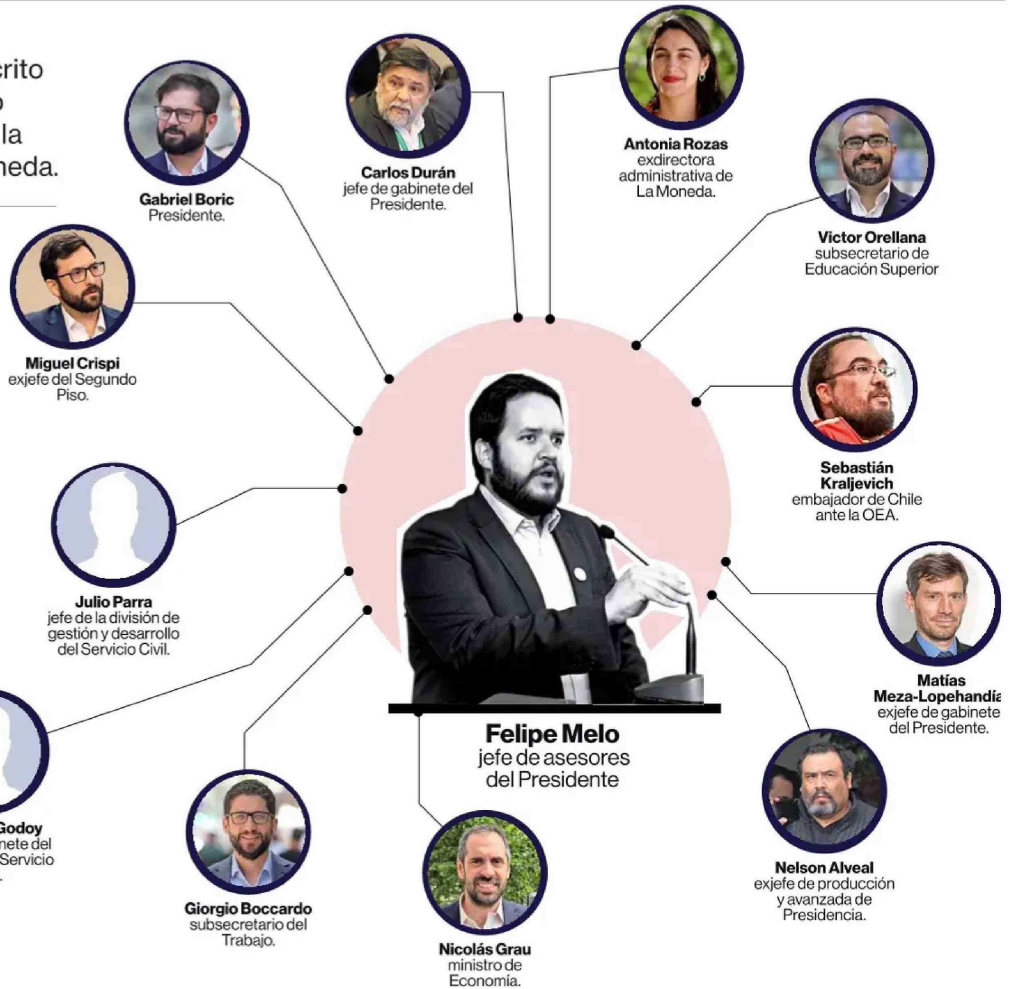 crito
o
la
neda.
Gabriel Boric
Presidente.
Carlos Durán
jefe de gabinete del
Presidente.
Antonia Rozas
exdirectora
administrativa de
La Moneda.
Victor Orellana
subsecretario de
Educación Superior
Miguel Crispi
exjefe del Segundo
Piso.
Sebastián
Kraljevich
embajador de Chile
ante la OEA.
Julio Parra
jefe de la división de
gestión y desarrollo
del Servicio Civil.
Matías
Meza-Lopehandía
exjefe de gabinete
del Presidente.
Felipe Melo
jefe de asesores
del Presidente
Godoy
nete del
Servicio
.
Giorgio Boccardo
subsecretario del
Trabajo.
Nicolás Grau
ministro de
Economía.
Nelson Alveal
exjefe de producción
y avanzada de
Presidencia.